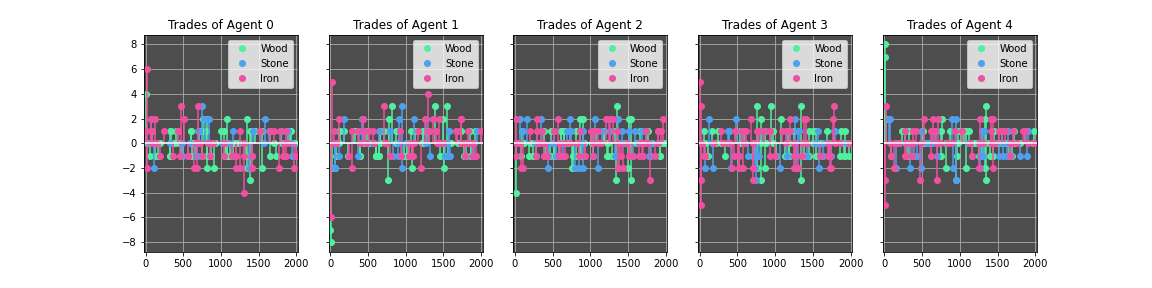 Trades of Agent 0
Trades of Agent 1
Trades of Agent 2
Trades of Agent 3
Trades of Agent 4
8
6
4
2
0
−2
−4
−6
−8
Wood
Stone
Iron
Wood
Stone
Iron
Wood
Stone
Iron
Wood
Stone
Iron
Wood
Stone
Iron
0 500 1000 1500 2000
0 500 1000 1500 2000
0 500 1000 1500 2000
0 500 1000 1500 2000
0 500 1000 1500 2000